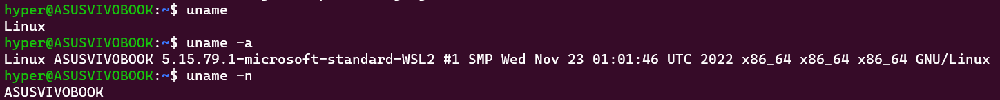 hyper@ASUSVIVOBOOK:~$ uname
Linux
hyper@ASUSVIVOBOOK:~$ uname -a
Linux ASUSVIVOBOOK 5.15.79.1-microsoft-standard-WSL2 #1 SMP Wed Nov 23 01:01:46 UTC 2022 x86_64 x86_64 x86_64 GNU/Linux
hyper@ASUSVIVOBOOK:~$ uname -n
ASUSVIVOBOOK